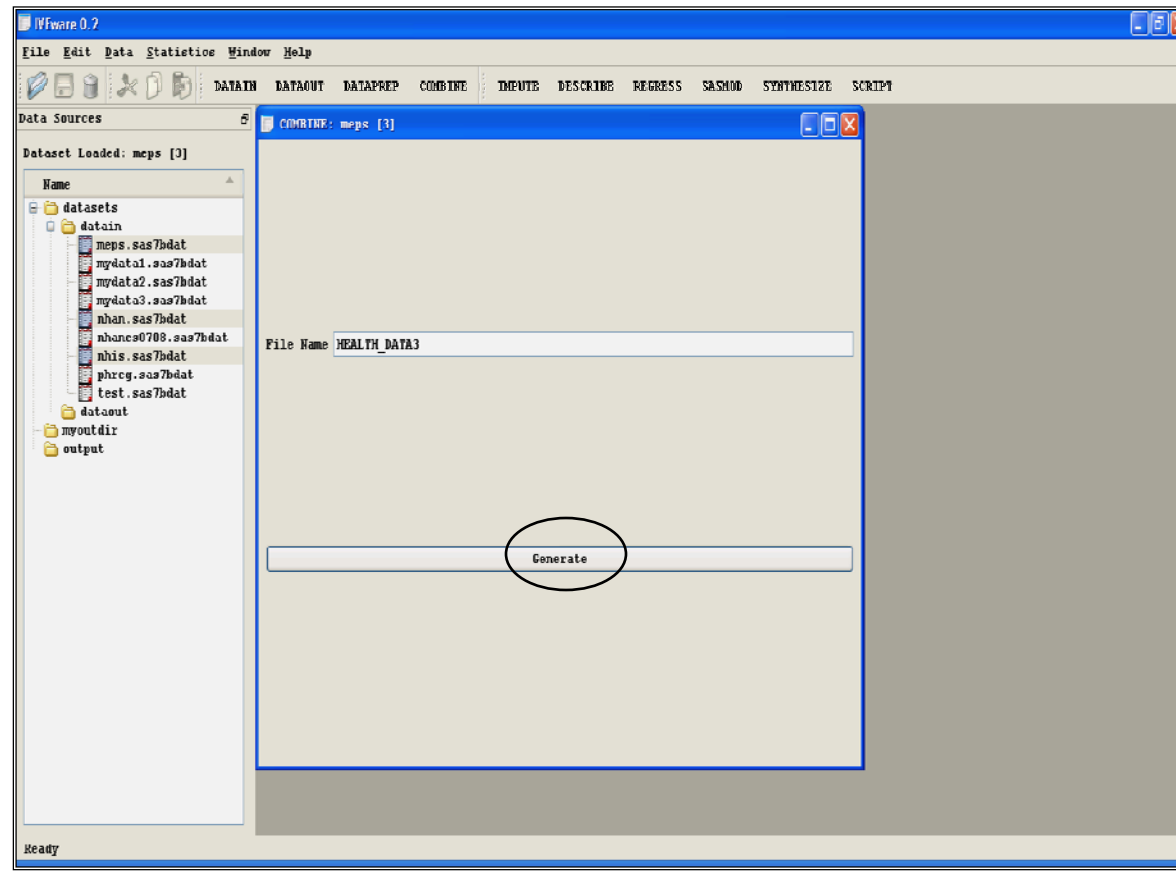 IVEware 0.2
File Edit Data Statistics Window Help
DATAIN DATAOUT DATAPREP COMBINE IMPUTE DESCRIBE REGRESS SASMOD SYNTHESIZE SCRIPT
Data Sources
COMBINE: meps [3]
Dataset Loaded: meps [3]
Name
datasets
datain
meps.sas7bdat
mydata1.sas7bdat
mydata2.sas7bdat
mydata3.sas7bdat
nhan.sas7bdat
nhanes0708.sas7bdat
nhis.sas7bdat
phreg.sas7bdat
test.sas7bdat
dataout
myoutdir
output
File Name HEALTH_DATA3
Generate
Ready